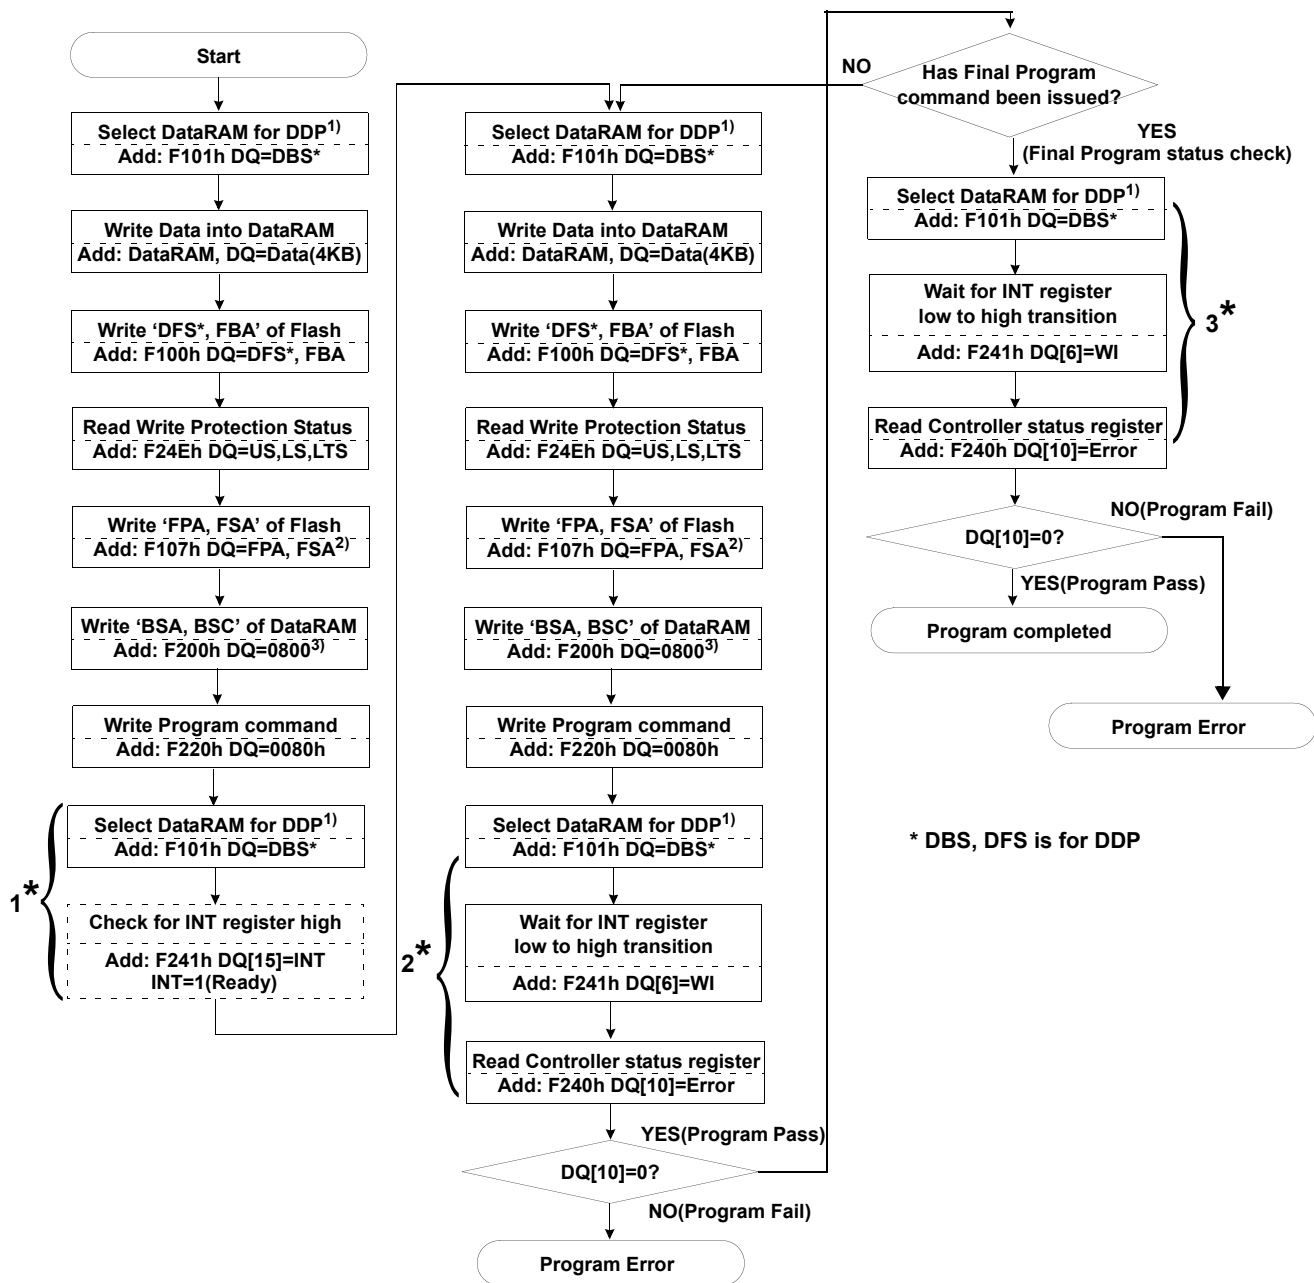 Start
Select DataRAM for DDP1)
Add: F101h DQ=DBS*
Write Data into DataRAM
Add: DataRAM, DQ=Data(4KB)
Write ‘DFS*, FBA’ of Flash
Add: F100h DQ=DFS*, FBA
Read Write Protection Status
Add: F24Eh DQ=US,LS,LTS
Write ‘FPA, FSA’ of Flash
Add: F107h DQ=FPA, FSA2)
Write ‘BSA, BSC’ of DataRAM
Add: F200h DQ=08003)
Write Program command
Add: F220h DQ=0080h
1*
Select DataRAM for DDP1)
Add: F101h DQ=DBS*
Check for INT register high
Add: F241h DQ[15]=INT
INT=1(Ready)
Select DataRAM for DDP1)
Add: F101h DQ=DBS*
Write Data into DataRAM
Add: DataRAM, DQ=Data(4KB)
Write ‘DFS*, FBA’ of Flash
Add: F100h DQ=DFS*, FBA
Read Write Protection Status
Add: F24Eh DQ=US,LS,LTS
Write ‘FPA, FSA’ of Flash
Add: F107h DQ=FPA, FSA2)
Write ‘BSA, BSC’ of DataRAM
Add: F200h DQ=08003)
Write Program command
Add: F220h DQ=0080h
Select DataRAM for DDP1)
Add: F101h DQ=DBS*
2*
Wait for INT register
low to high transition
Add: F241h DQ[6]=WI
Read Controller status register
Add: F240h DQ[10]=Error
YES(Program Pass)
DQ[10]=0?
NO(Program Fail)
Program Error
NO
Has Final Program
command been issued?
YES
(Final Program status check)
Select DataRAM for DDP1)
Add: F101h DQ=DBS*
Wait for INT register
low to high transition
Add: F241h DQ[6]=WI
3*
Read Controller status register
Add: F240h DQ[10]=Error
NO(Program Fail)
DQ[10]=0?
YES(Program Pass)
Program completed
Program Error
* DBS, DFS is for DDP